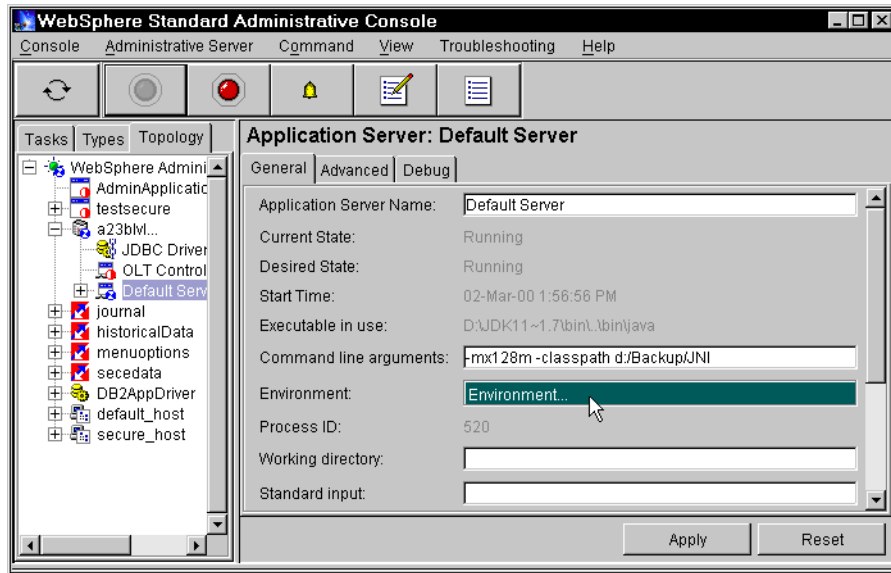 WebSphere Standard Administrative Console
Console Administrative Server Command View Troubleshooting Help
Tasks Types Topology
WebSphere Admini
AdminApplicatio
testsecure
a23blvl...
JDBC Driver
OLT Control
Default Serv
journal
historicalData
menuoptions
secedata
DB2AppDriver
default_host
secure_host
Application Server: Default Server
General Advanced Debug
Application Server Name: Default Server
Current State: Running
Desired State: Running
Start Time: 02-Mar-00 1:56:56 PM
Executable in use: D:\JDK11~1.7\bin\..\bin\java
Command line arguments: -mx128m -classpath d:/Backup/JNI
Environment: Environment...
Process ID: 520
Working directory:
Standard input:
Apply Reset